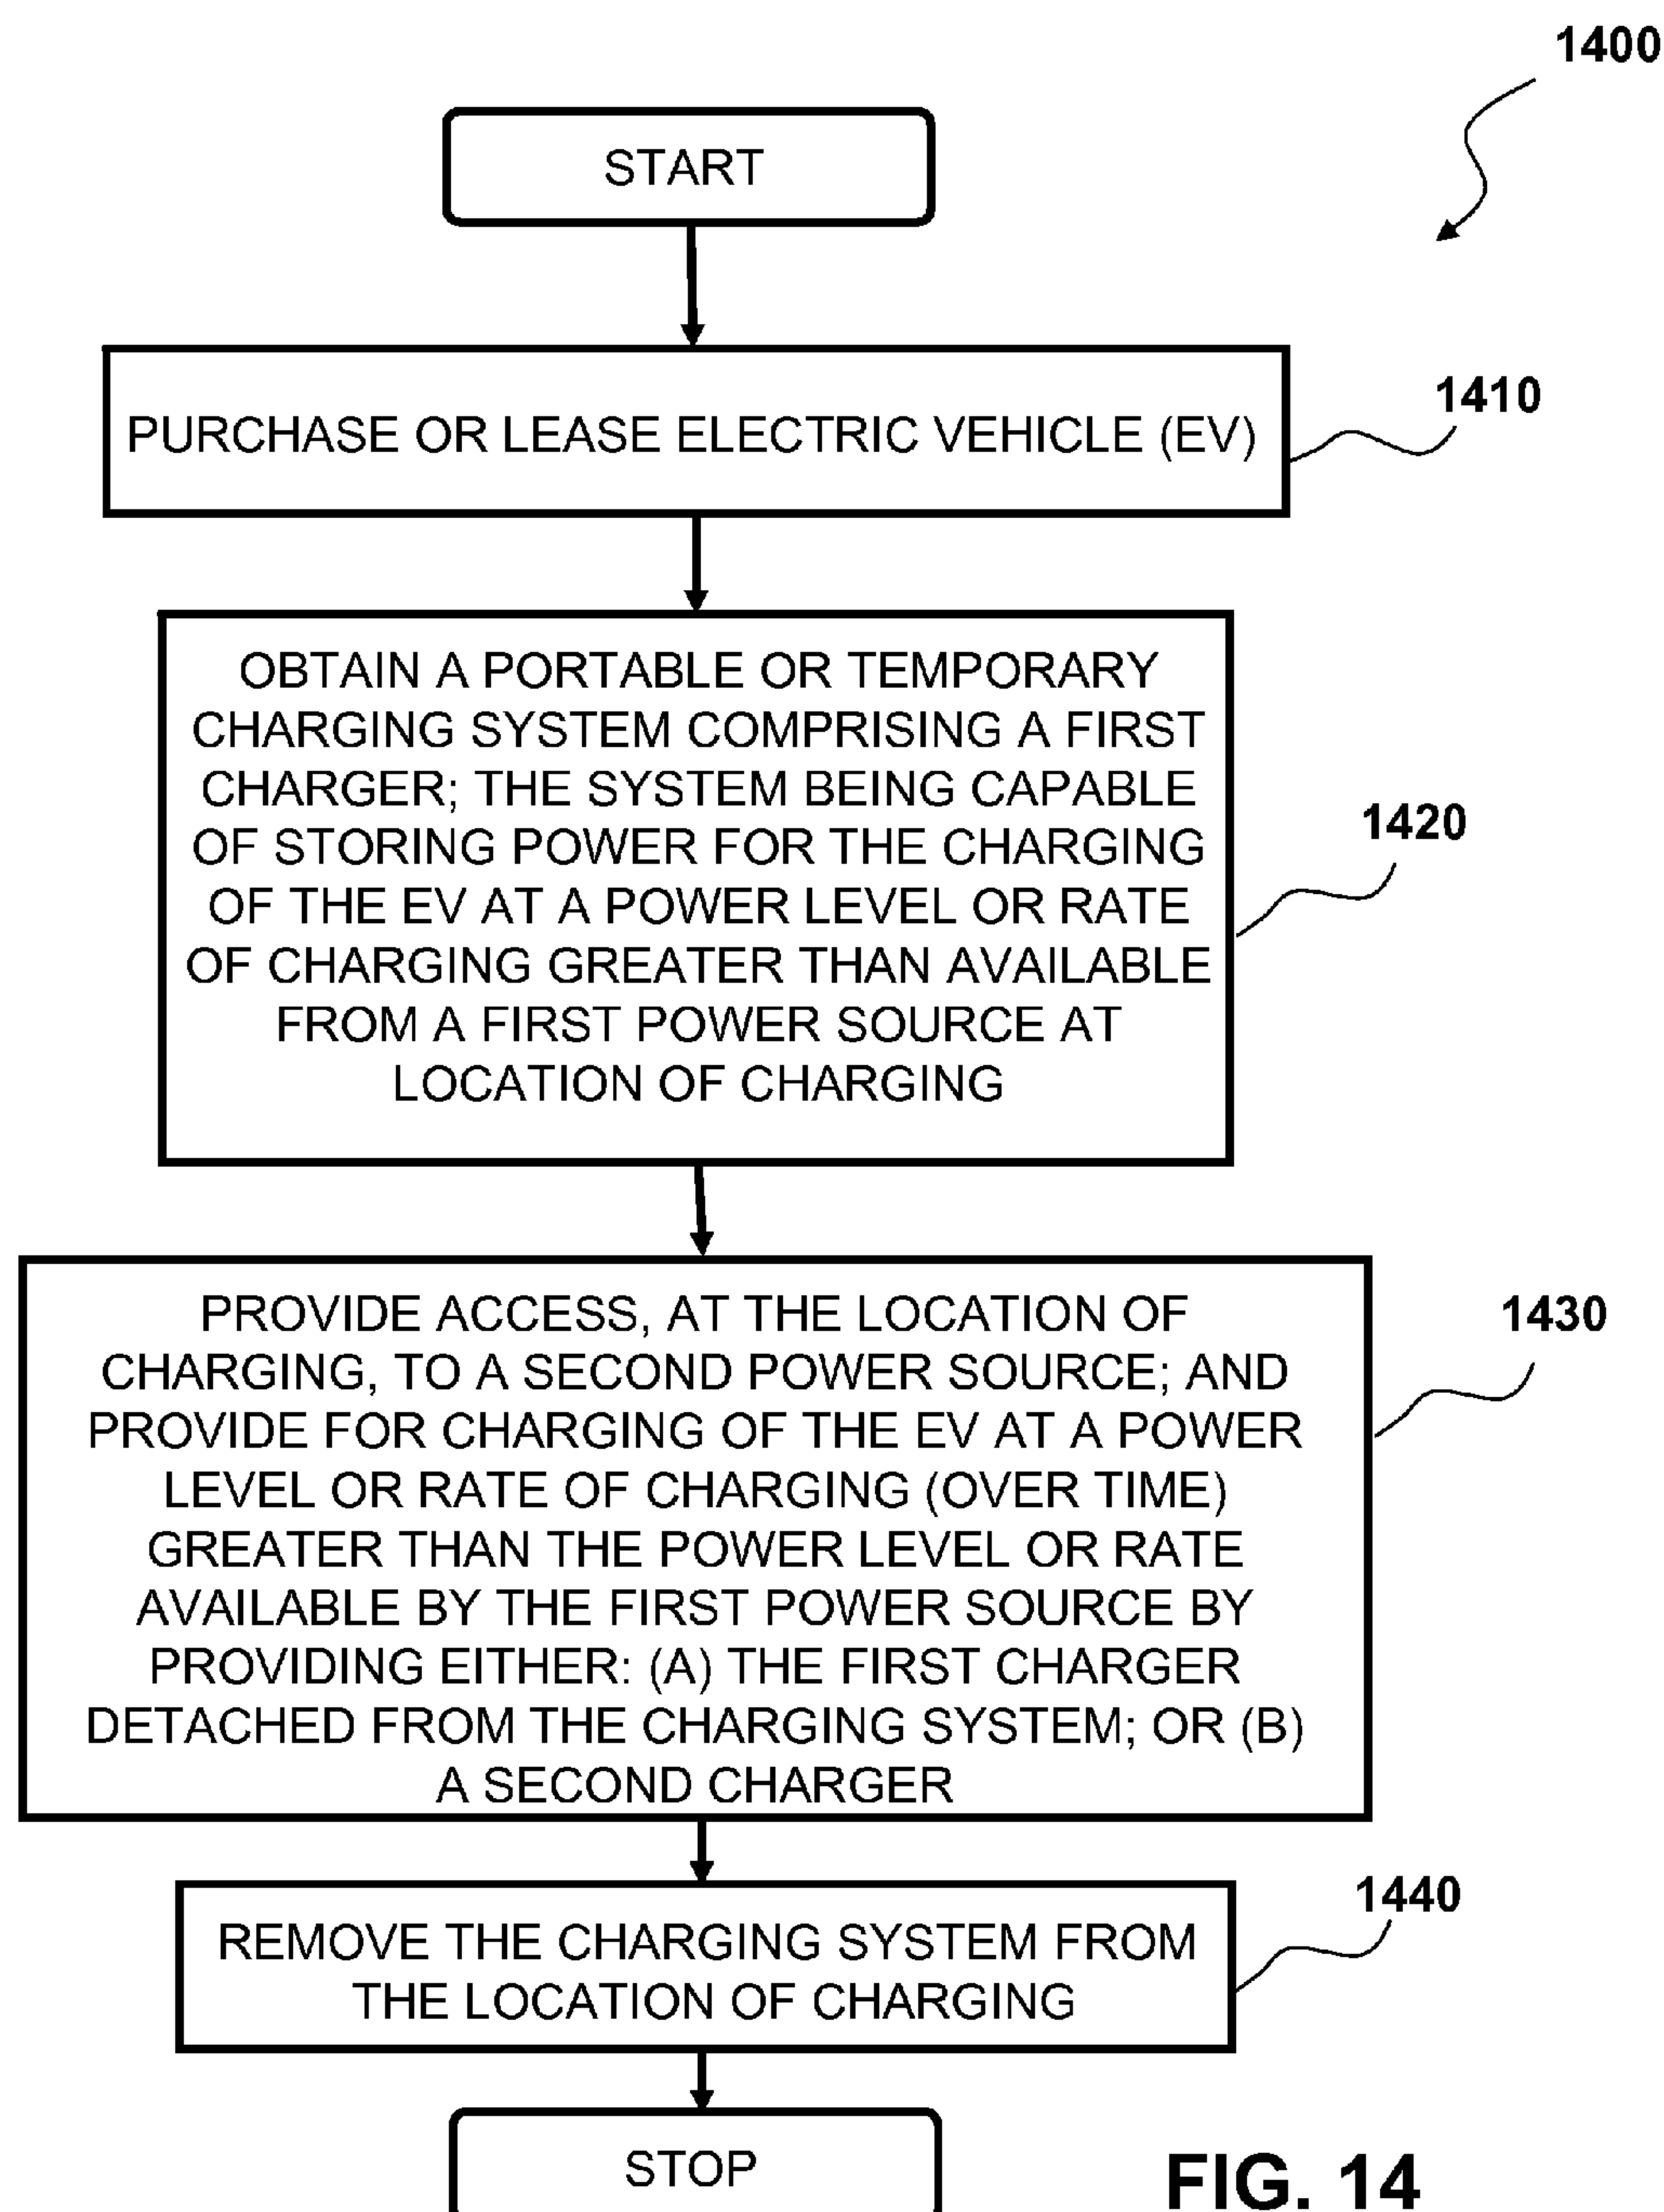 1400
START
PURCHASE OR LEASE ELECTRIC VEHICLE (EV)
1410
OBTAIN A PORTABLE OR TEMPORARY
CHARGING SYSTEM COMPRISING A FIRST
CHARGER; THE SYSTEM BEING CAPABLE
OF STORING POWER FOR THE CHARGING
OF THE EV AT A POWER LEVEL OR RATE
OF CHARGING GREATER THAN AVAILABLE
FROM A FIRST POWER SOURCE AT
LOCATION OF CHARGING
1420
PROVIDE ACCESS, AT THE LOCATION OF
CHARGING, TO A SECOND POWER SOURCE; AND
PROVIDE FOR CHARGING OF THE EV AT A POWER
LEVEL OR RATE OF CHARGING (OVER TIME)
GREATER THAN THE POWER LEVEL OR RATE
AVAILABLE BY THE FIRST POWER SOURCE BY
PROVIDING EITHER: (A) THE FIRST CHARGER
DETACHED FROM THE CHARGING SYSTEM; OR (B)
A SECOND CHARGER
1430
REMOVE THE CHARGING SYSTEM FROM
THE LOCATION OF CHARGING
1440
STOP
FIG. 14